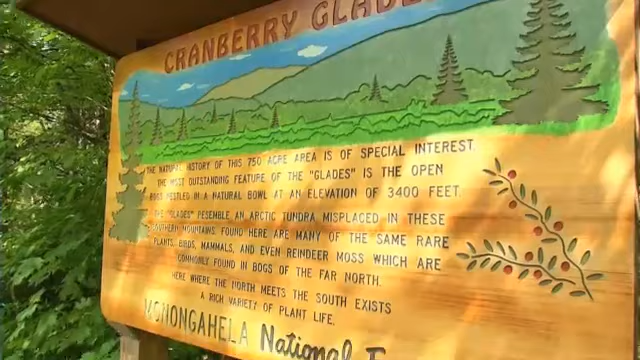 CRANBERRY GLADES
THE NATURAL HISTORY OF THIS 750 ACRE AREA IS OF SPECIAL INTEREST.
THE MOST OUTSTANDING FEATURE OF THE "GLADES" IS THE OPEN
BOGS NESTLED IN A NATURAL BOWL AT AN ELEVATION OF 3400 FEET.
THE "GLADES" RESEMBLE AN ARCTIC TUNDRA MISPLACED IN THESE
SOUTHERN MOUNTAINS. FOUND HERE ARE MANY OF THE SAME RARE
PLANTS, BIRDS, MAMMALS, AND EVEN REINDEER MOSS WHICH ARE
COMMONLY FOUND IN BOGS OF THE FAR NORTH.
HERE WHERE THE NORTH MEETS THE SOUTH EXISTS
A RICH VARIETY OF PLANT LIFE.
MONONGAHELA National F